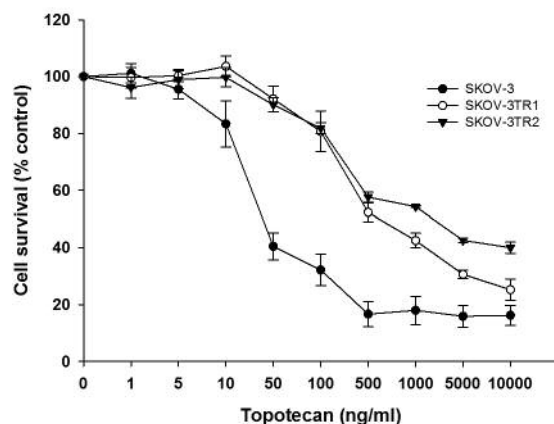 120
100
80
60
40
20
0
Cell survival (% control)
SKOV-3
SKOV-3TR1
SKOV-3TR2
0 1 5 10 50 100 500 1000 5000 10000
Topotecan (ng/ml)